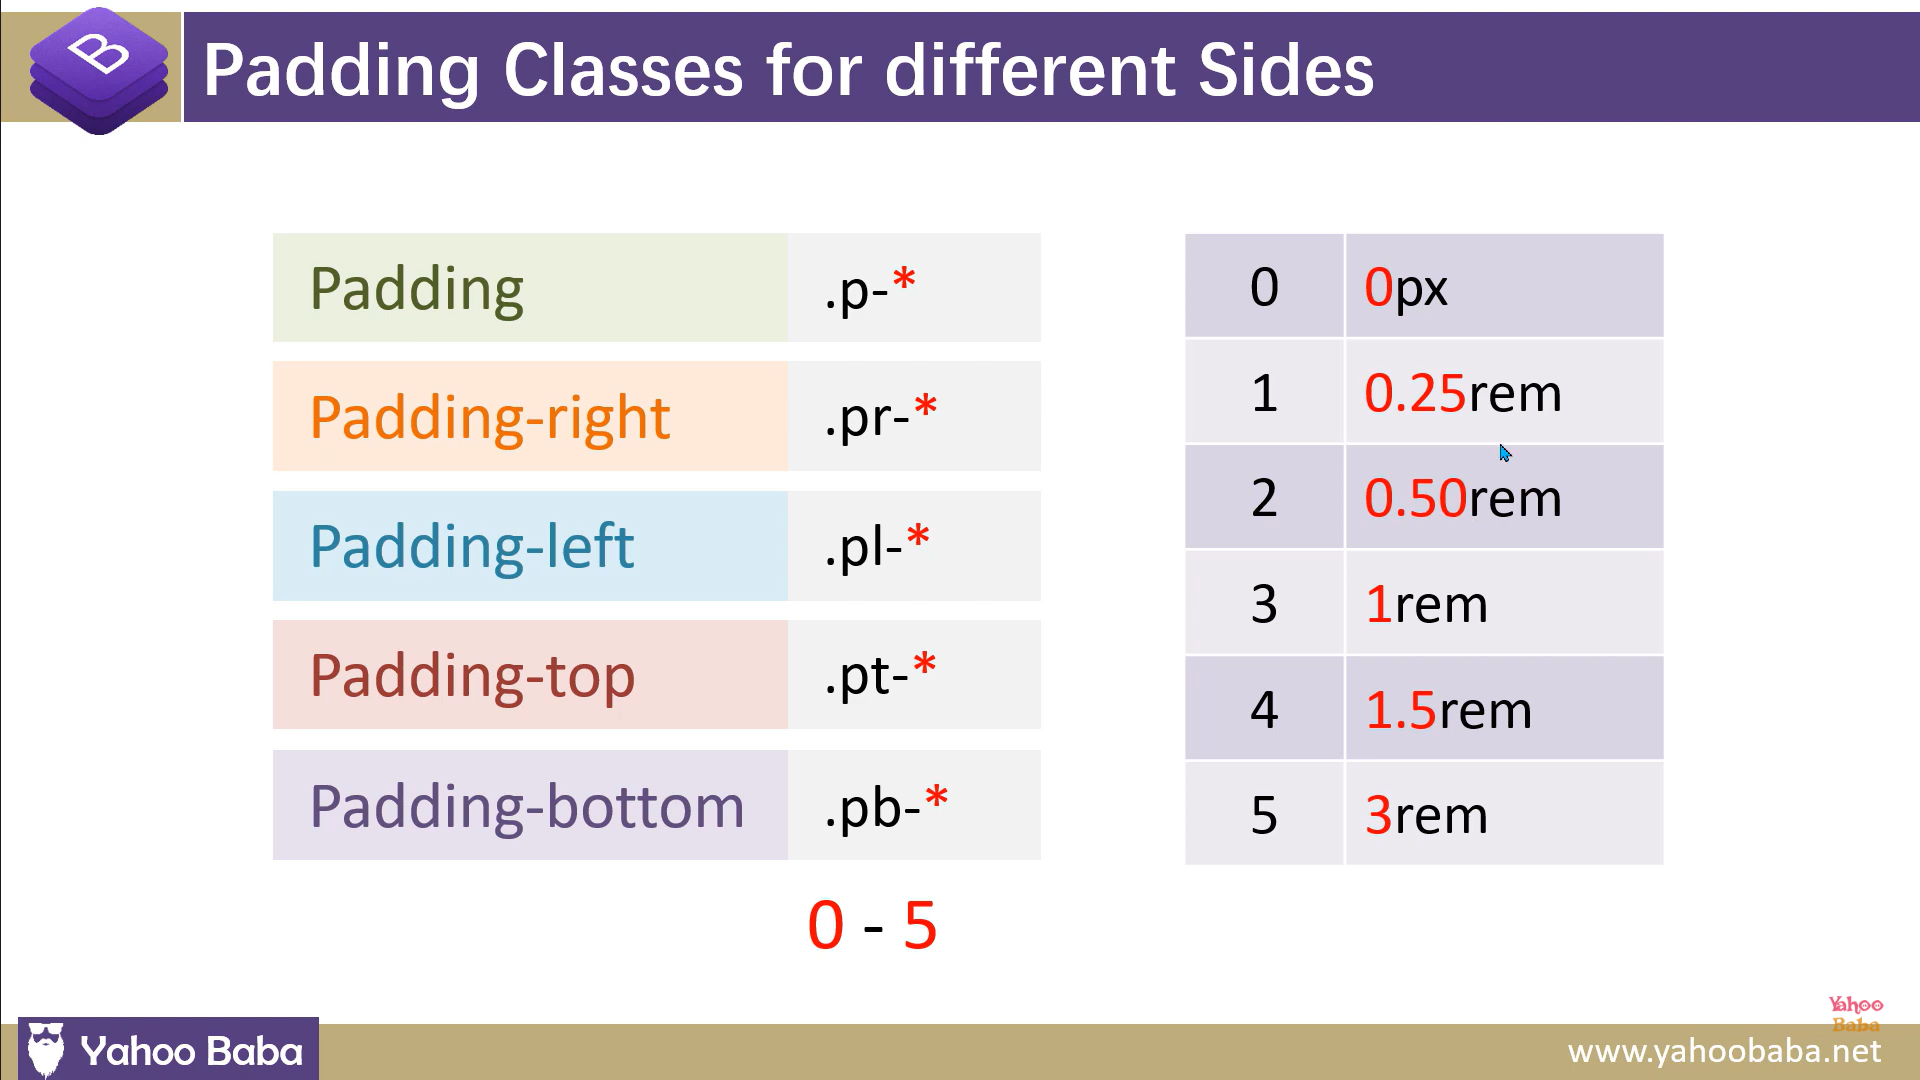 B
Padding Classes for different Sides
Padding .p-*
Padding-right .pr-*
Padding-left .pl-*
Padding-top .pt-*
Padding-bottom .pb-*
0 - 5
0 0px
1 0.25rem
2 0.50rem
3 1rem
4 1.5rem
5 3rem
Yahoo
Baba
Yahoo Baba
www.yahoobaba.net